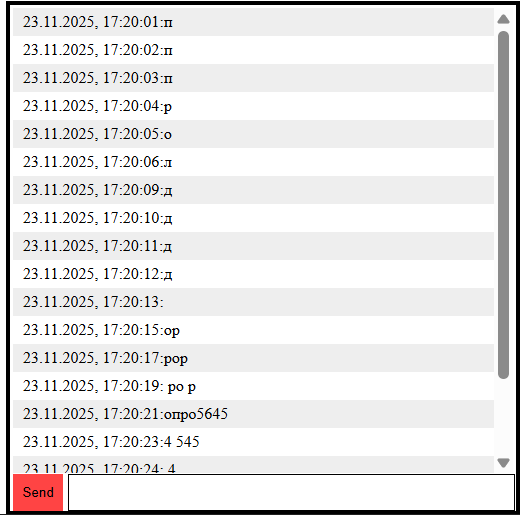 23.11.2025, 17:20:01:п
23.11.2025, 17:20:02:п
23.11.2025, 17:20:03:п
23.11.2025, 17:20:04:р
23.11.2025, 17:20:05:о
23.11.2025, 17:20:06:л
23.11.2025, 17:20:09:д
23.11.2025, 17:20:10:д
23.11.2025, 17:20:11:д
23.11.2025, 17:20:12:д
23.11.2025, 17:20:13:
23.11.2025, 17:20:15:ор
23.11.2025, 17:20:17:рор
23.11.2025, 17:20:19: ро р
23.11.2025, 17:20:21:опро5645
23.11.2025, 17:20:23:4 545
23.11.2025, 17:20:24: 4
Send